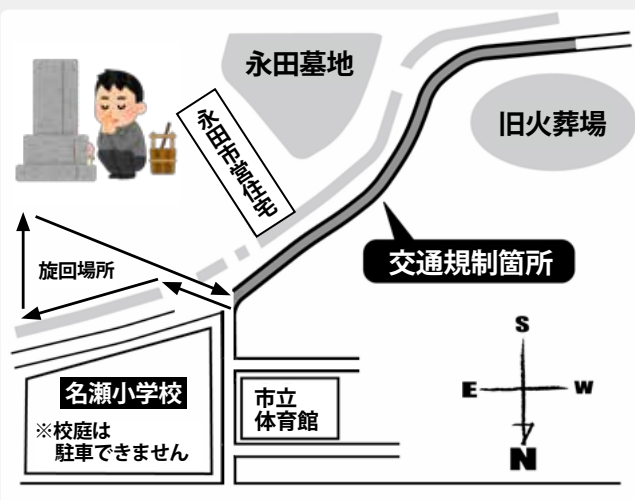 永田墓地
旧火葬場
永田市営住宅
交通規制箇所
旋回場所
名瀬小学校
※校庭は
駐車できません
市立
体育館
S
E
W
N